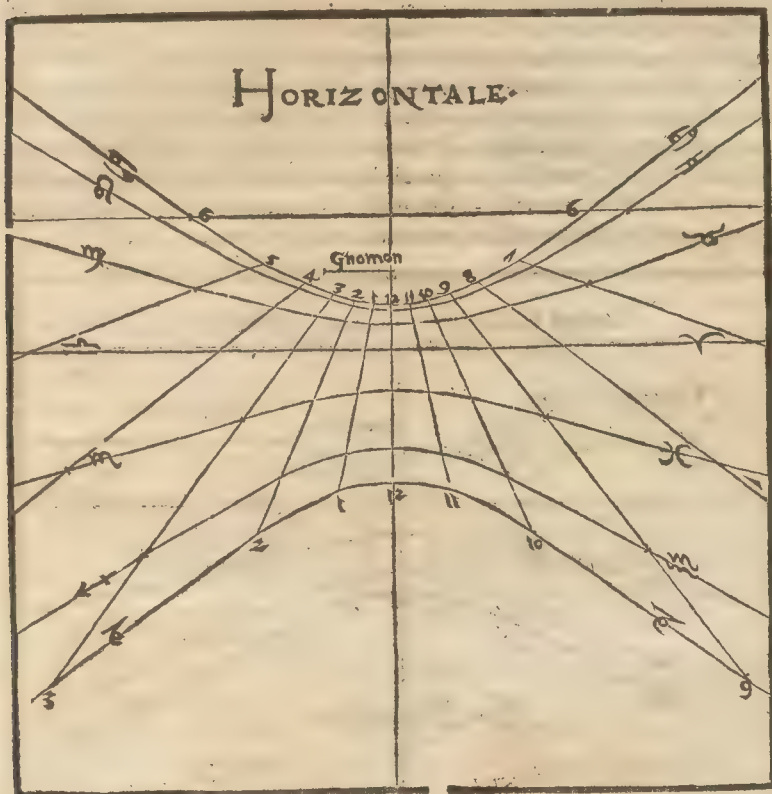 HORIZONTALE.
♋ ♋
♌ ♊
6 6
♍ ♉
Gnomon
5 4 3 2 1 12 11 10 9 8 7
♎ ♈
♏ ♓
1 12 11
2 10
♐ ♒
♑ ♑
3 9